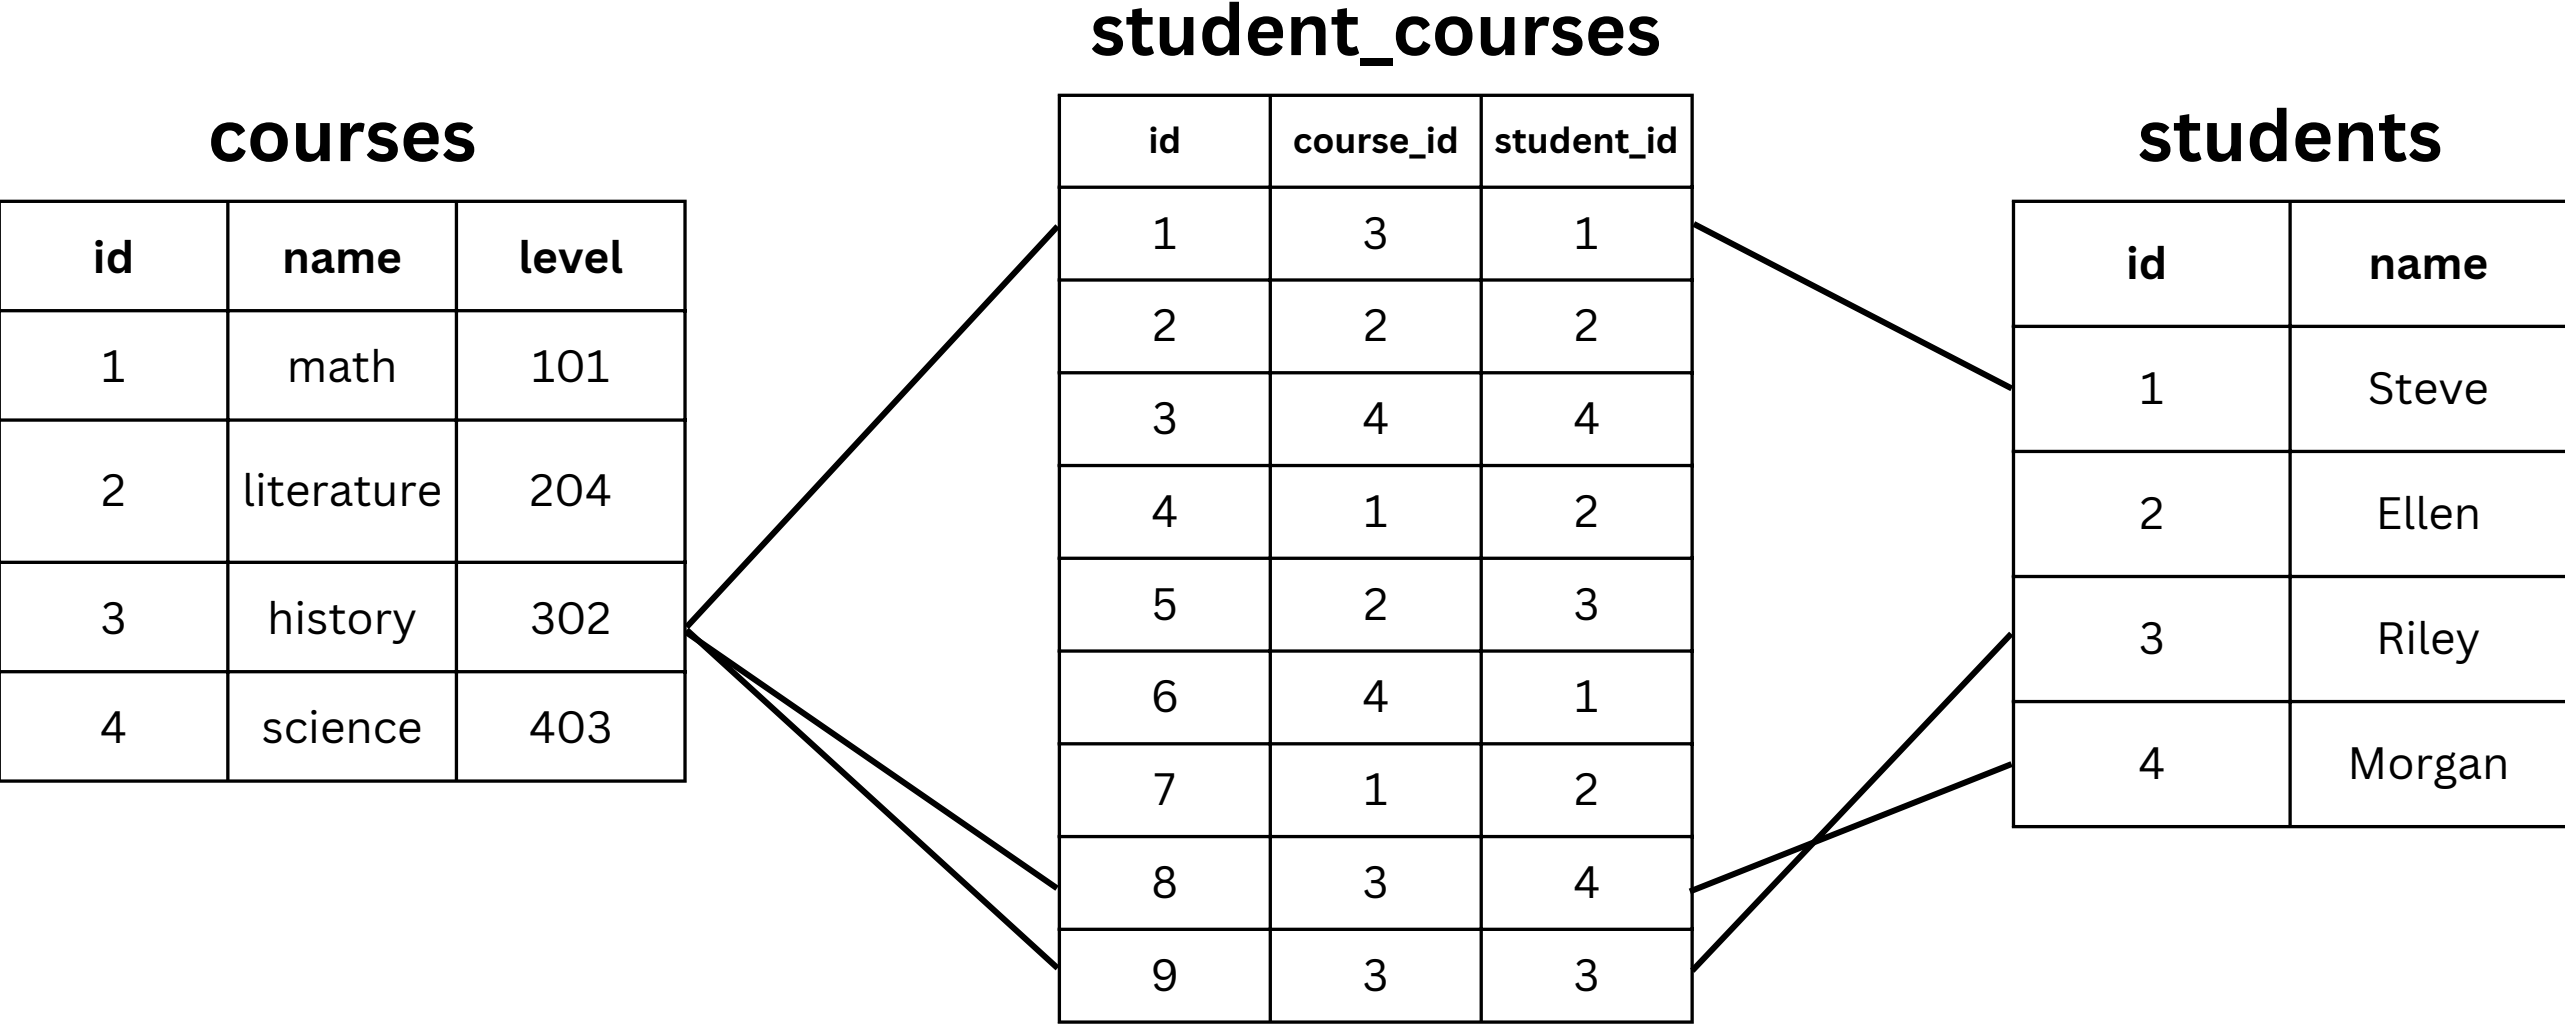 student_courses
courses
students
id course_id student_id
id name level
id name
1 3 1
2 2 2
3 4 4
4 1 2
5 2 3
6 4 1
7 1 2
8 3 4
9 3 3
1 math 101
2 literature 204
3 history 302
4 science 403
1 Steve
2 Ellen
3 Riley
4 Morgan